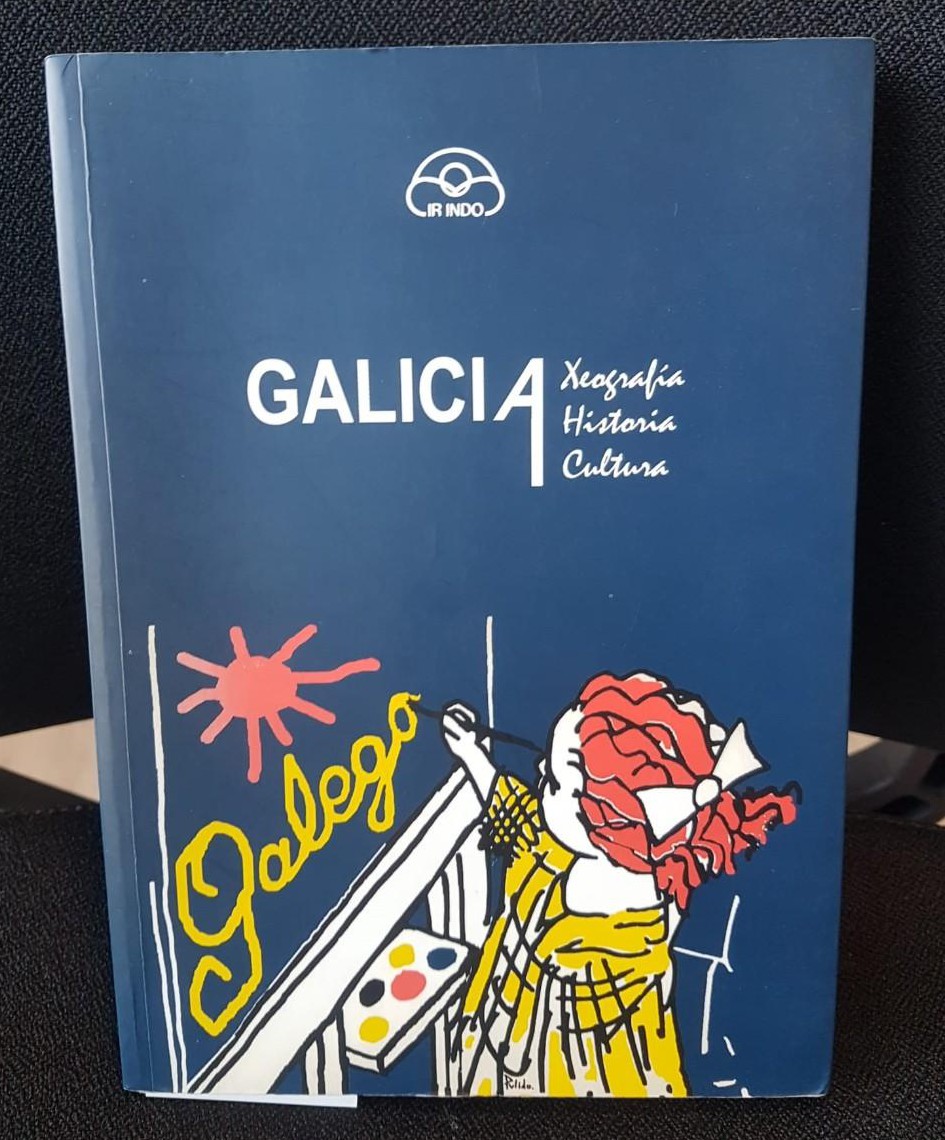 IR INDO
GALICIA
Xeografía
Historia
Cultura
galego
Pulido.